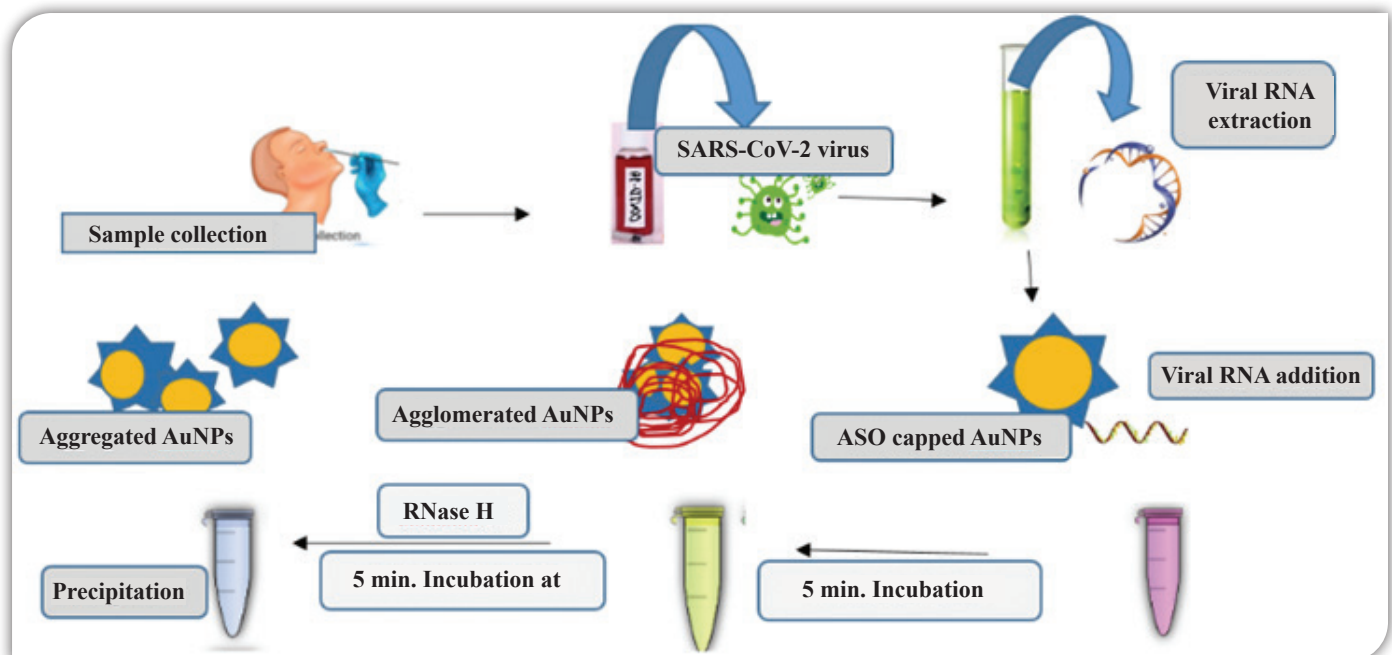 Sample collection
ollection
SARS-CoV-2 virus
Viral RNA
extraction
Aggregated AuNPs
Agglomerated AuNPs
ASO capped AuNPs
Viral RNA addition
Precipitation
RNase H
5 min. Incubation at
5 min. Incubation